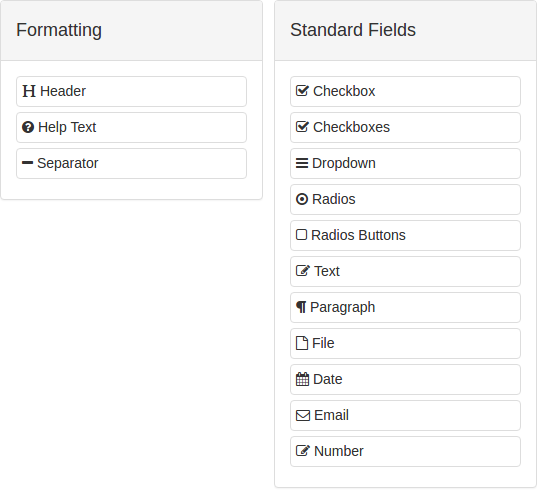 Formatting
Header
Help Text
Separator
Standard Fields
Checkbox
Checkboxes
Dropdown
Radios
Radios Buttons
Text
Paragraph
File
Date
Email
Number